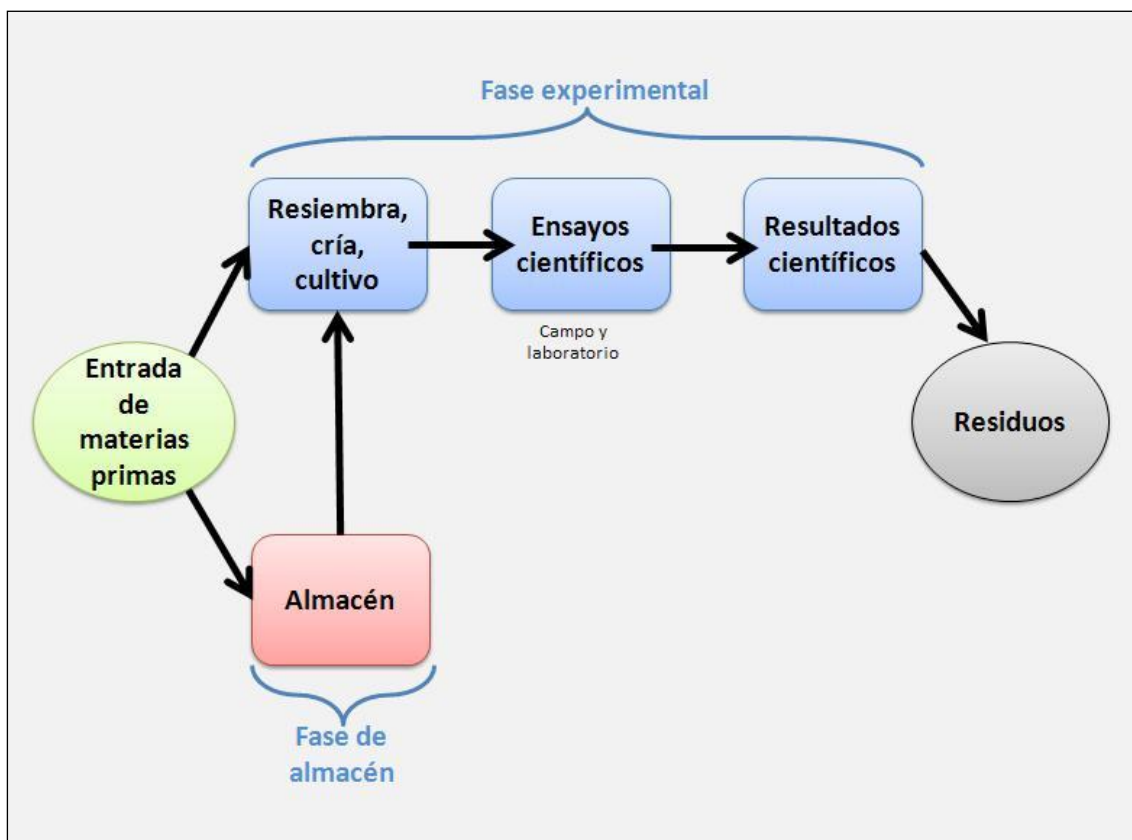 Fase experimental
Resiembra,
cría,
cultivo
Ensayos
científicos
Resultados
científicos
Campo y
laboratorio
Entrada
de
materias
primas
Residuos
Almacén
Fase de
almacén